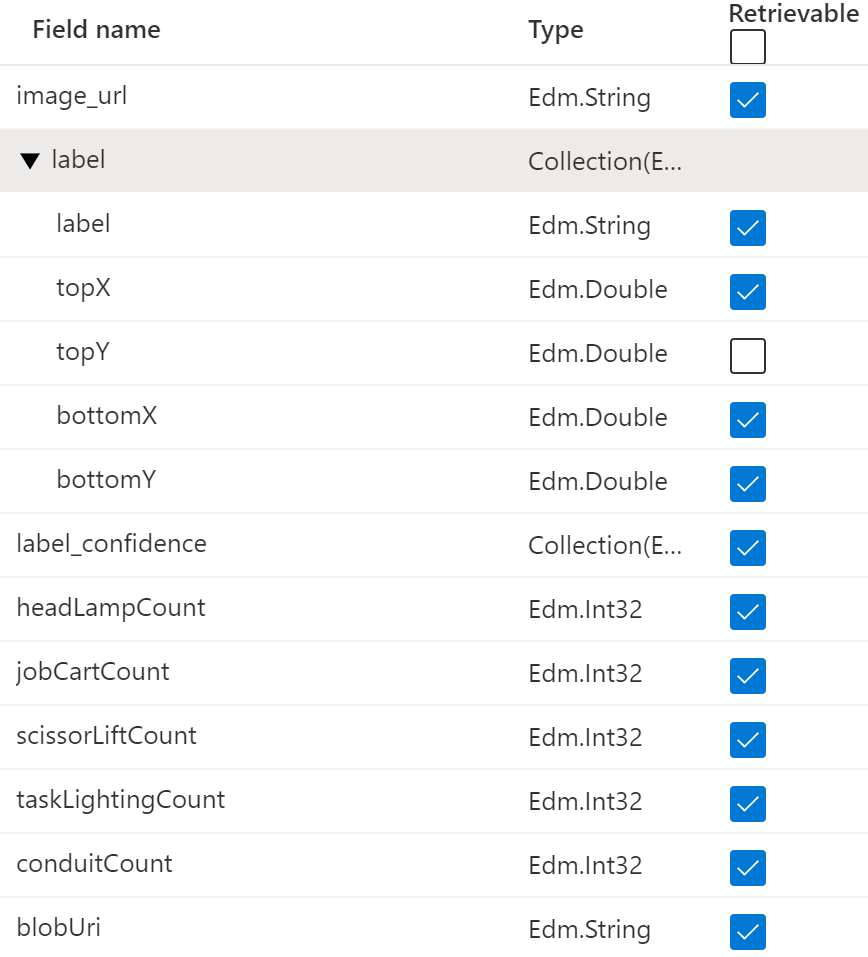 Field name Type Retrievable
image_url Edm.String
label Collection(E...
label Edm.String
topX Edm.Double
topY Edm.Double
bottomX Edm.Double
bottomY Edm.Double
label_confidence Collection(E...
headLampCount Edm.Int32
jobCartCount Edm.Int32
scissorLiftCount Edm.Int32
taskLightingCount Edm.Int32
conduitCount Edm.Int32
blobUri Edm.String